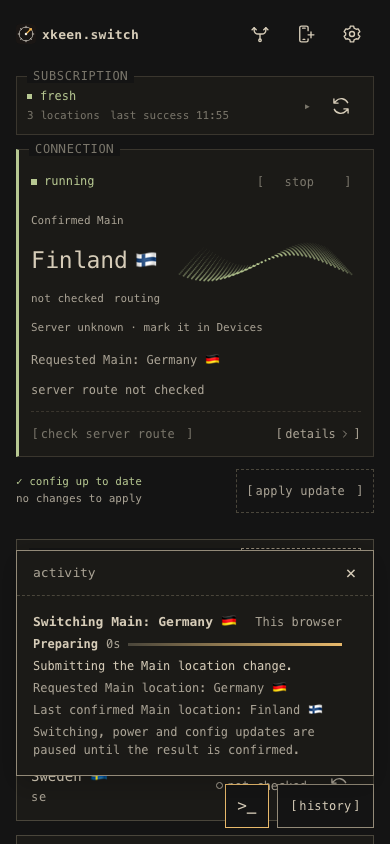 xkeen.switch
SUBSCRIPTION
fresh
3 locations last success 11:55
CONNECTION
running [ stop ]
Confirmed Main
Finland 🇫🇮
not checked routing
Server unknown · mark it in Devices
Requested Main: Germany 🇩🇪
server route not checked
[check server route ] [details > ]
✓ config up to date
no changes to apply
[apply update ]
activity ×
Switching Main: Germany 🇩🇪 This browser
Preparing 0s
Submitting the Main location change.
Requested Main location: Germany 🇩🇪
Last confirmed Main location: Finland 🇫🇮
Switching, power and config updates are
paused until the result is confirmed.
Sweden 🇸🇪
se
>_ [history]